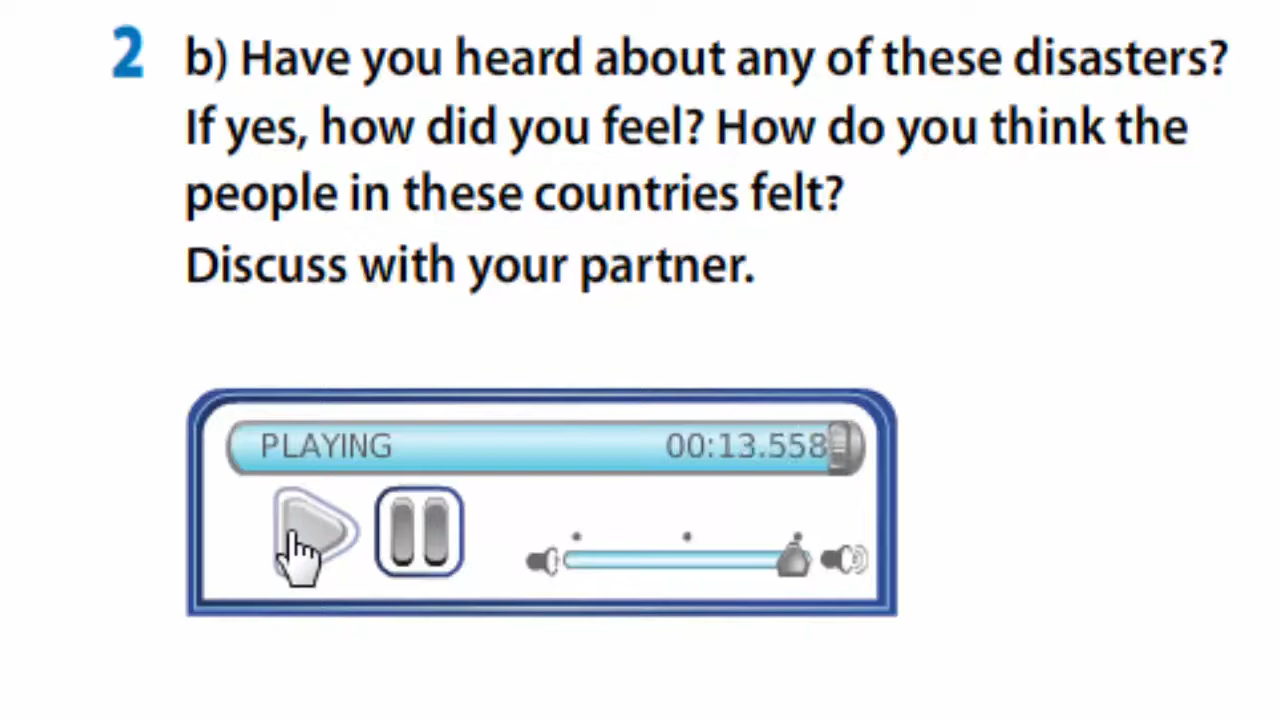 2 b) Have you heard about any of these disasters?
If yes, how did you feel? How do you think the
people in these countries felt?
Discuss with your partner.
PLAYING 00:13.558